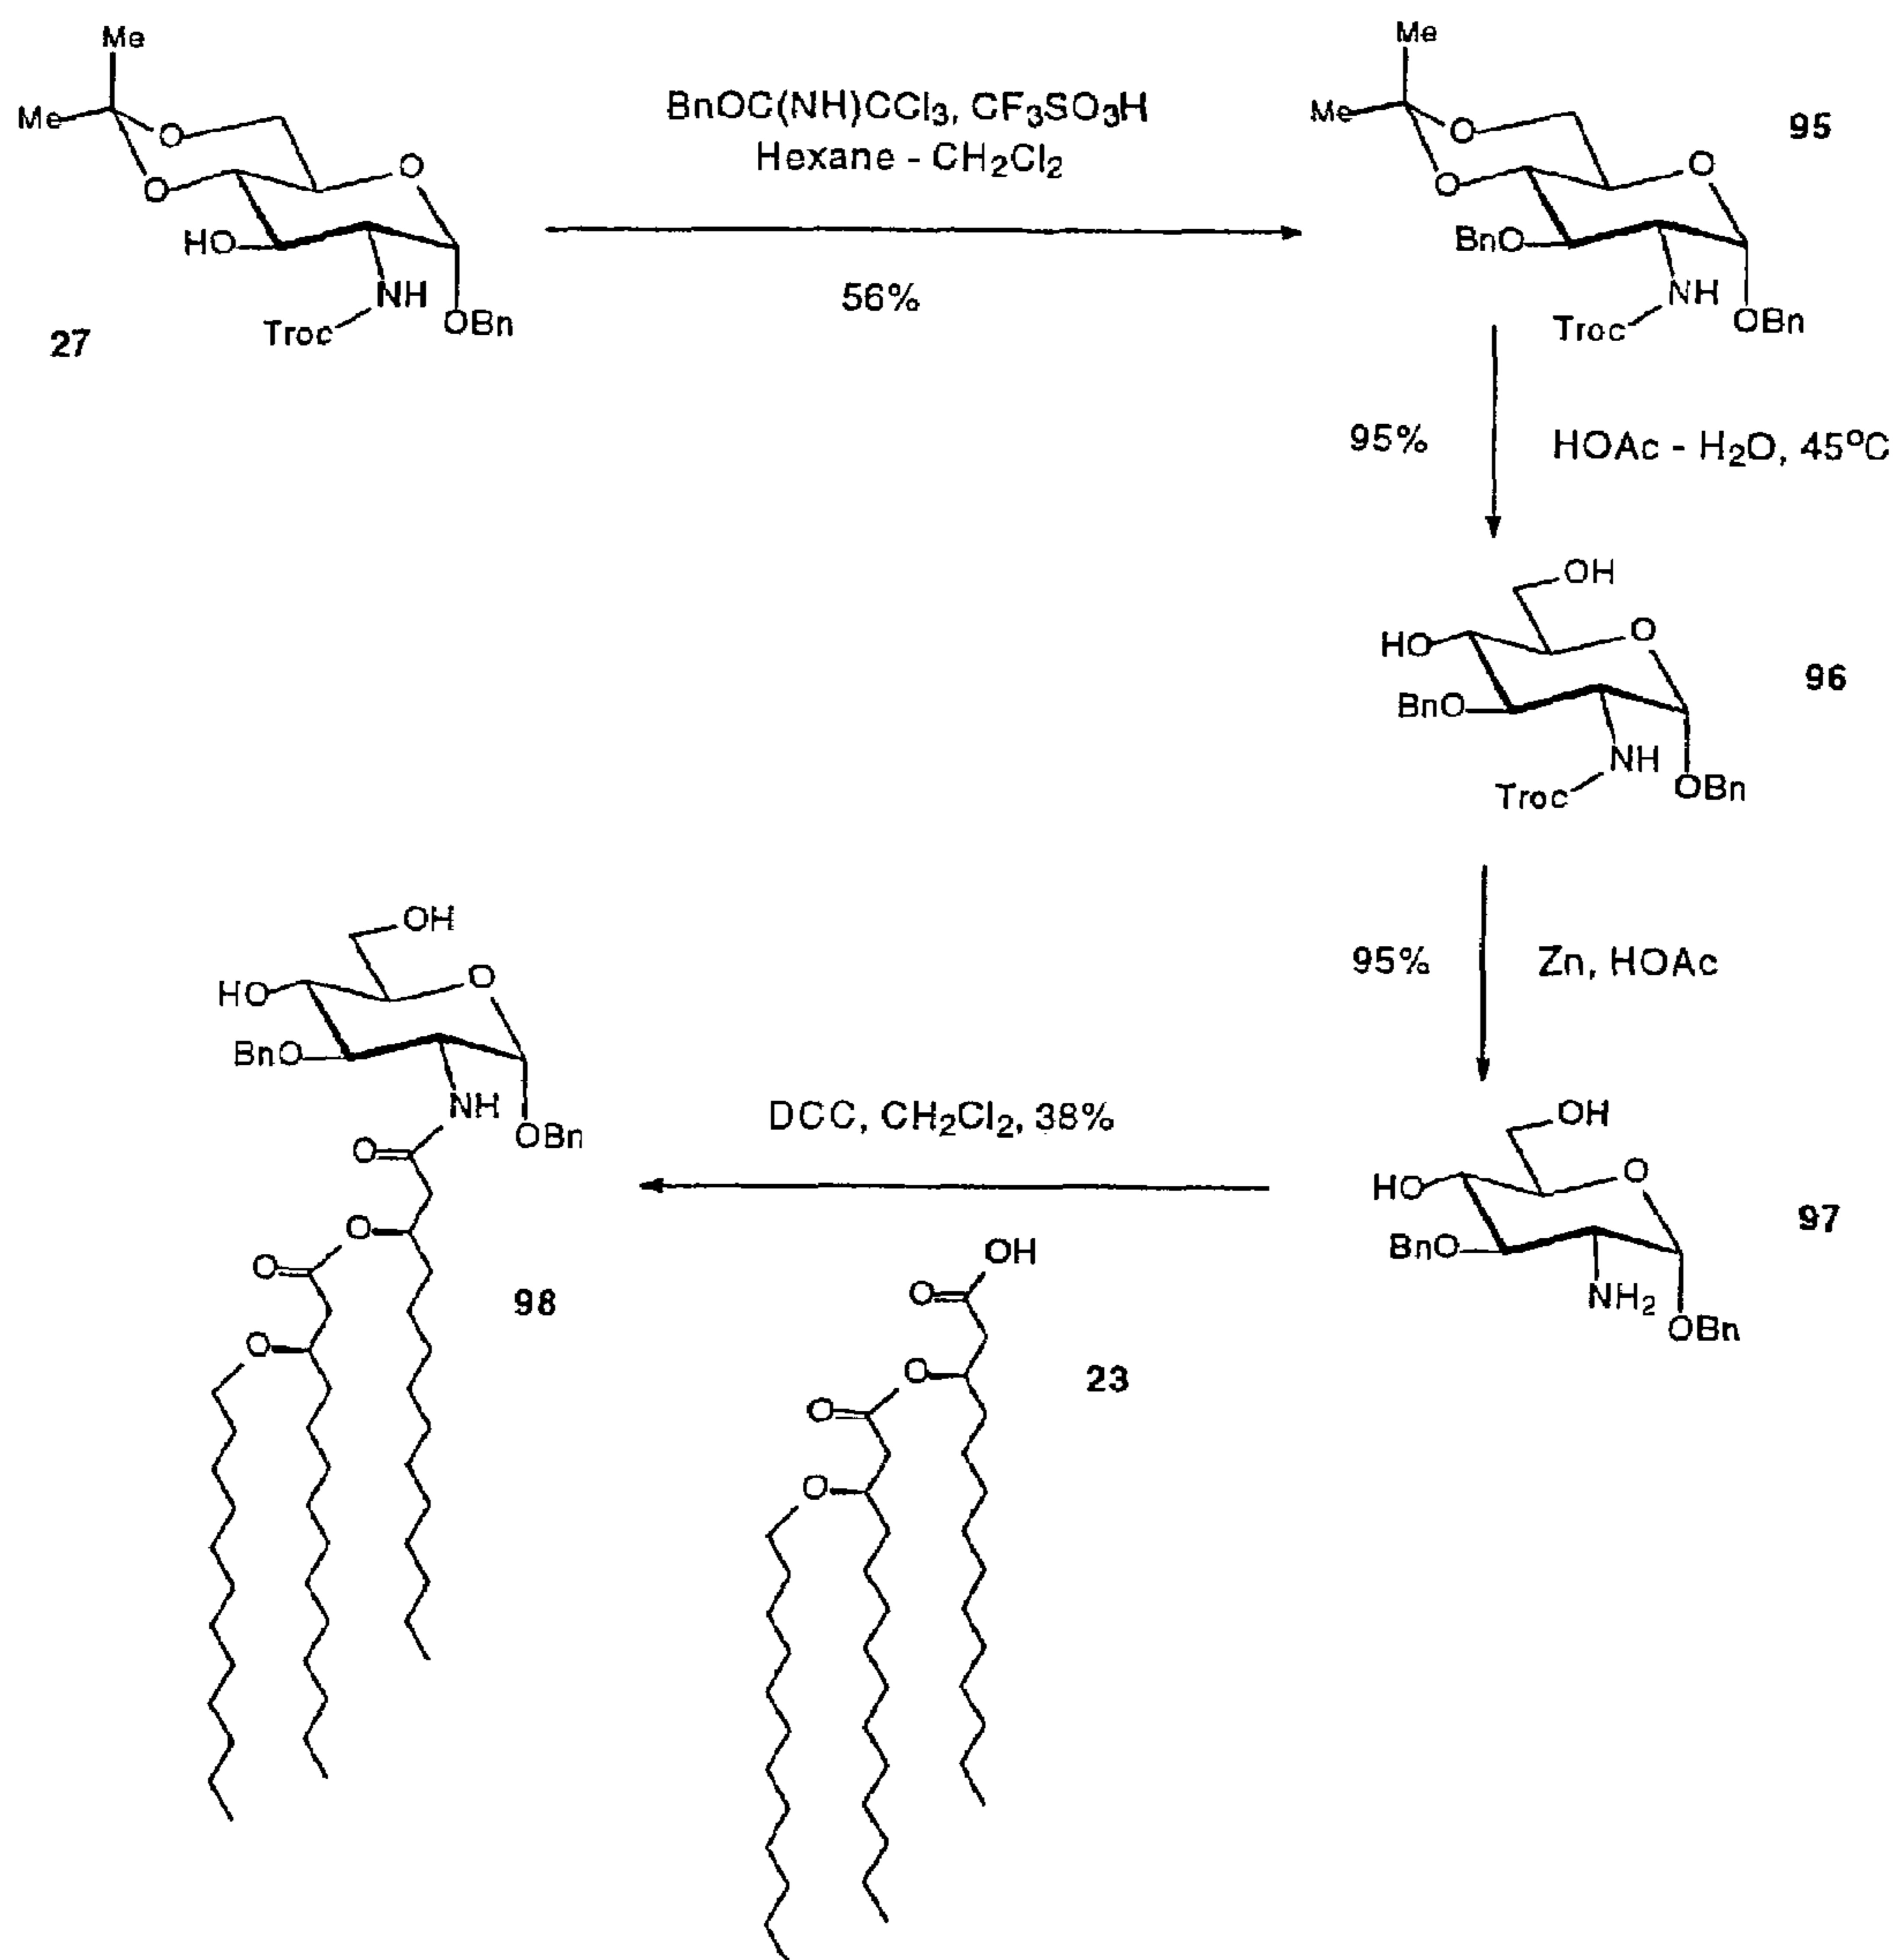 Me
Me
O
O
O
HO
NH
Troc
OBn
27
BnOC(NH)CCl₃, CF₃SO₃H
Hexane - CH₂Cl₂
56%
Me
Me
O
O
O
BnO
NH
Troc
OBn
95
95%
HOAc - H₂O, 45°C
OH
HO
O
BnO
NH
Troc
OBn
96
95%
Zn, HOAc
OH
HO
O
BnO
NH₂
OBn
97
DCC, CH₂Cl₂, 38%
OH
O
O
O
O
23
OH
HO
O
BnO
NH
OBn
O
O
O
O
98